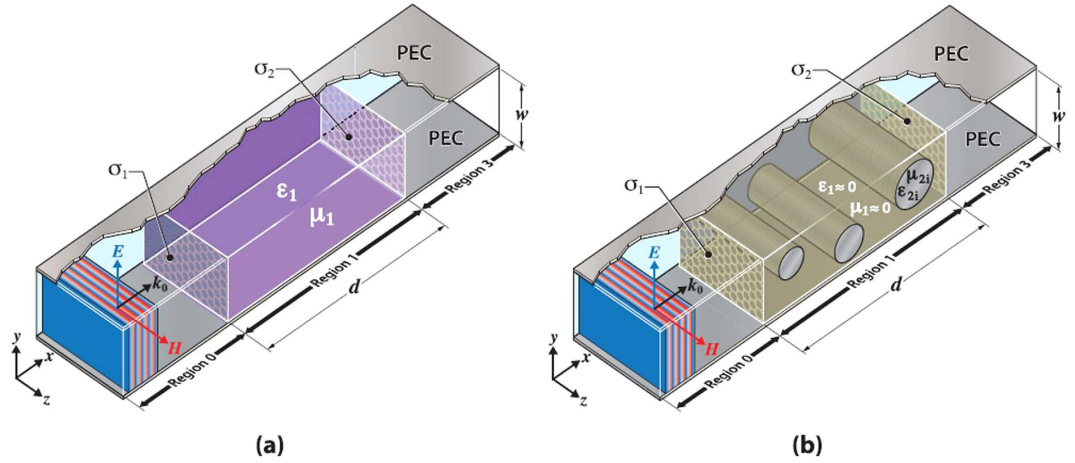 PEC
σ2
w
PEC
σ1
ε1
μ1
Region 3
Region 1
d
E
k0
H
Region 0
y
x
z
(a)
PEC
σ2
w
PEC
σ1
ε1≈ 0
μ1≈ 0
μ2i
ε2i
Region 3
Region 1
d
E
k0
H
Region 0
y
x
z
(b)